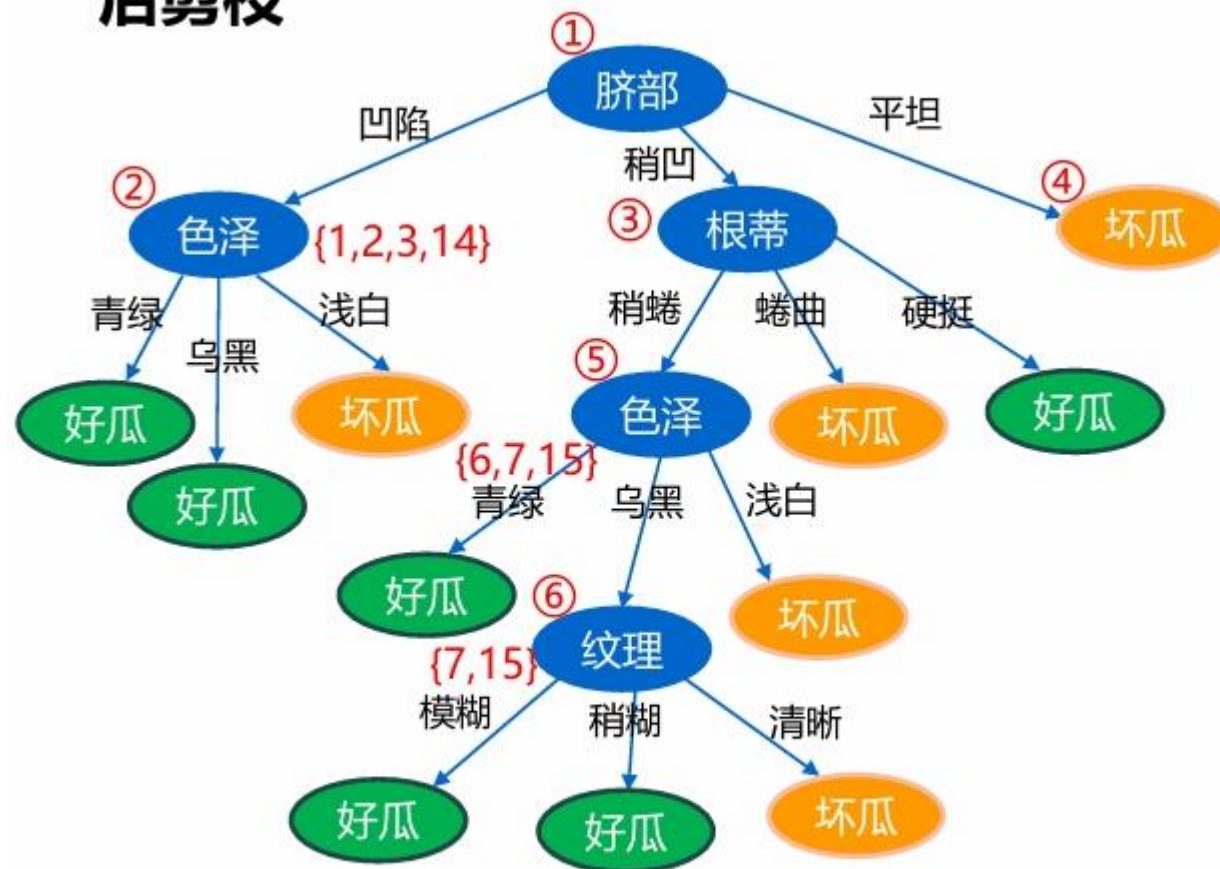 后剪枝
①
脐部
凹陷
稍凹
平坦
②
色泽
{1,2,3,14}
③
根蒂
④
坏瓜
青绿
乌黑
浅白
稍蜷
蜷曲
硬挺
好瓜
好瓜
坏瓜
⑤
色泽
坏瓜
好瓜
{6,7,15}
青绿
乌黑
浅白
好瓜
⑥
纹理
坏瓜
{7,15}
模糊
稍糊
清晰
好瓜
好瓜
坏瓜